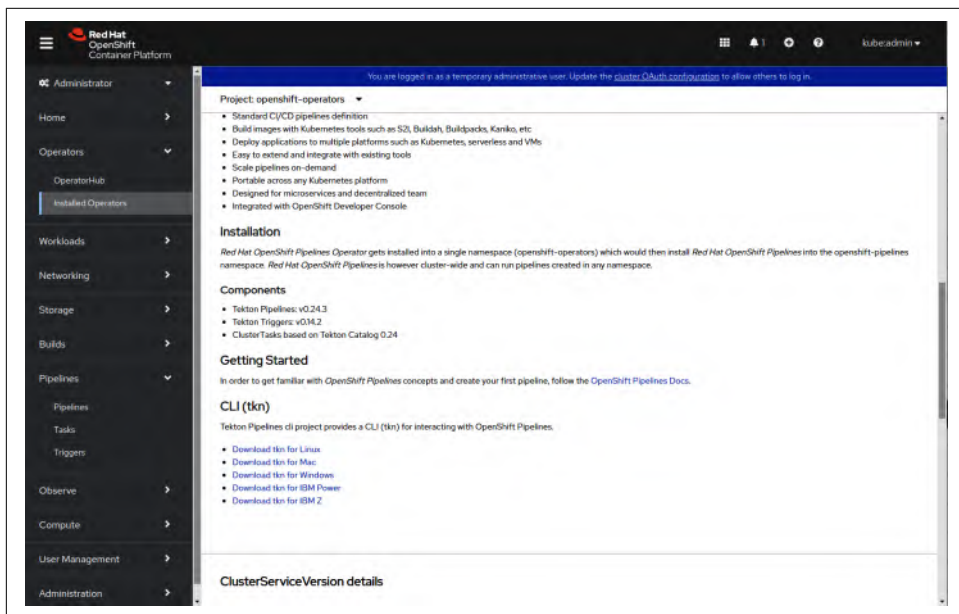 Red Hat
OpenShift
Container Platform
1
kube:admin
Administrator
Home
Operators
OperatorHub
Installed Operators
Workloads
Networking
Storage
Builds
Pipelines
Pipelines
Tasks
Triggers
Observe
Compute
User Management
Administration
You are logged in as a temporary administrative user. Update the cluster OAuth configuration to allow others to log in.
Project: openshift-operators
• Standard CI/CD pipelines definition
• Build images with Kubernetes tools such as S2I, Buildah, Buildpacks, Kaniko, etc
• Deploy applications to multiple platforms such as Kubernetes, serverless and VMs
• Easy to extend and integrate with existing tools
• Scale pipelines on-demand
• Portable across any Kubernetes platform
• Designed for microservices and decentralized team
• Integrated with OpenShift Developer Console
Installation
Red Hat OpenShift Pipelines Operator gets installed into a single namespace (openshift-operators) which would then install Red Hat OpenShift Pipelines into the openshift-pipelines
namespace. Red Hat OpenShift Pipelines is however cluster-wide and can run pipelines created in any namespace.
Components
• Tekton Pipelines: v0.24.3
• Tekton Triggers: v0.14.2
• ClusterTasks based on Tekton Catalog 0.24
Getting Started
In order to get familiar with OpenShift Pipelines concepts and create your first pipeline, follow the OpenShift Pipelines Docs.
CLI (tkn)
Tekton Pipelines cli project provides a CLI (tkn) for interacting with OpenShift Pipelines.
• Download tkn for Linux
• Download tkn for Mac
• Download tkn for Windows
• Download tkn for IBM Power
• Download tkn for IBM Z
ClusterServiceVersion details